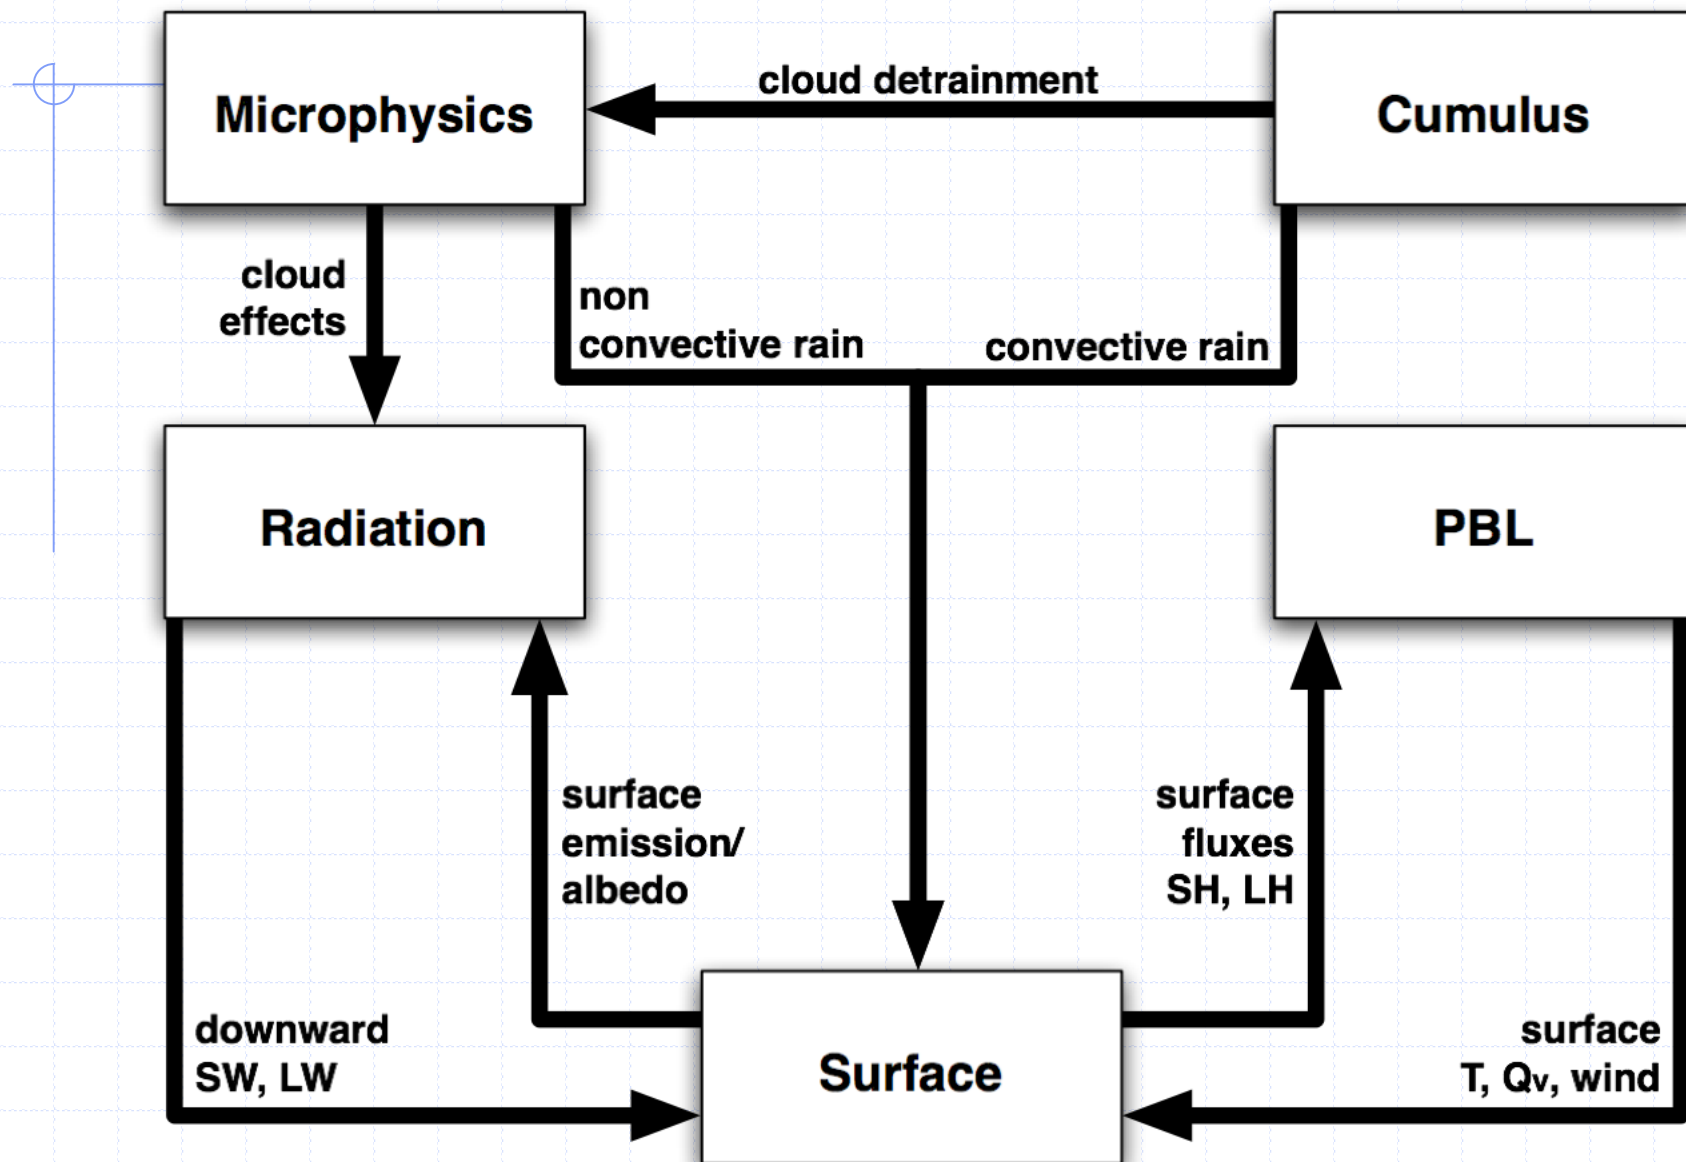 cloud detrainment
Microphysics
Cumulus
cloud
effects
non
convective rain
convective rain
Radiation
PBL
surface
emission/
albedo
surface
fluxes
SH, LH
downward
SW, LW
Surface
surface
T, Qv, wind